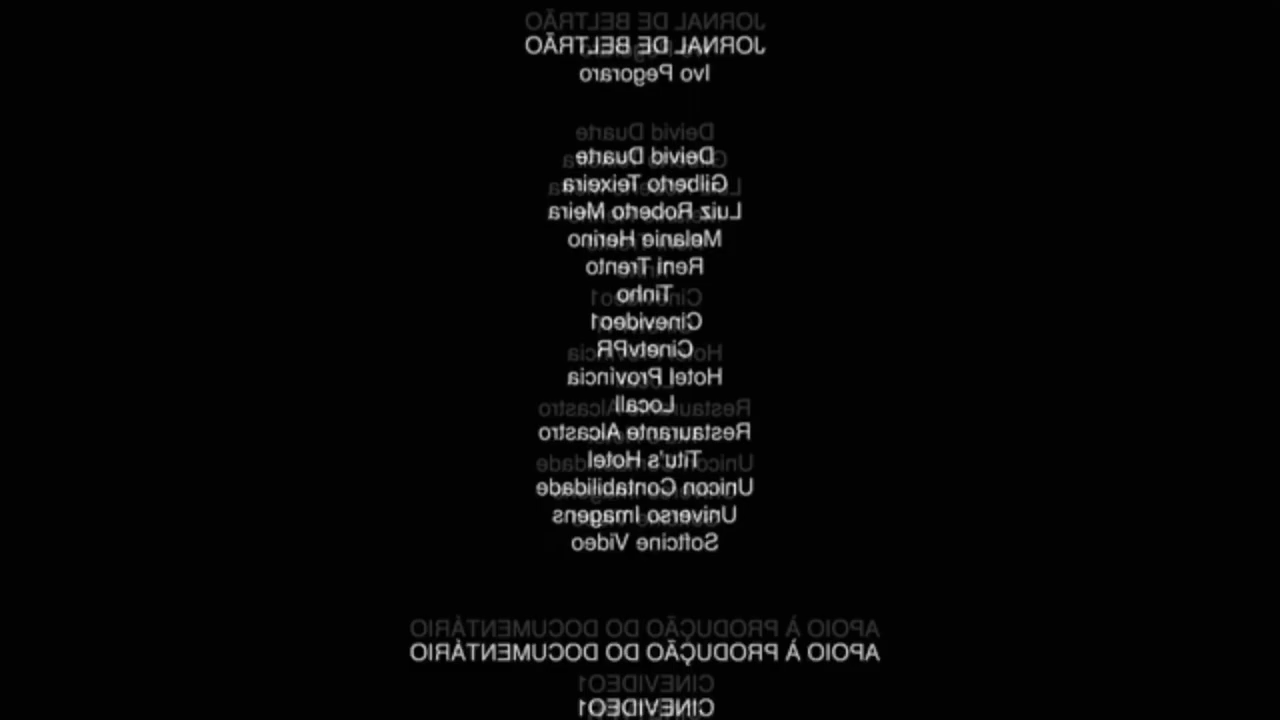 JORNAL DE BELTRÃO
Ivo Pegoraro
Deivid Duarte
Gilberto Teixeira
Luiz Roberto Meira
Melanie Herino
Reni Trento
Tinho
Cinevideo1
CinetvPR
Hotel Província
Locall
Restaurante Alcastro
Titu's Hotel
Unicon Contabilidade
Universo Imagens
Softcine Video
APOIO À PRODUÇÃO DO DOCUMENTÁRIO
CINEVIDEO1